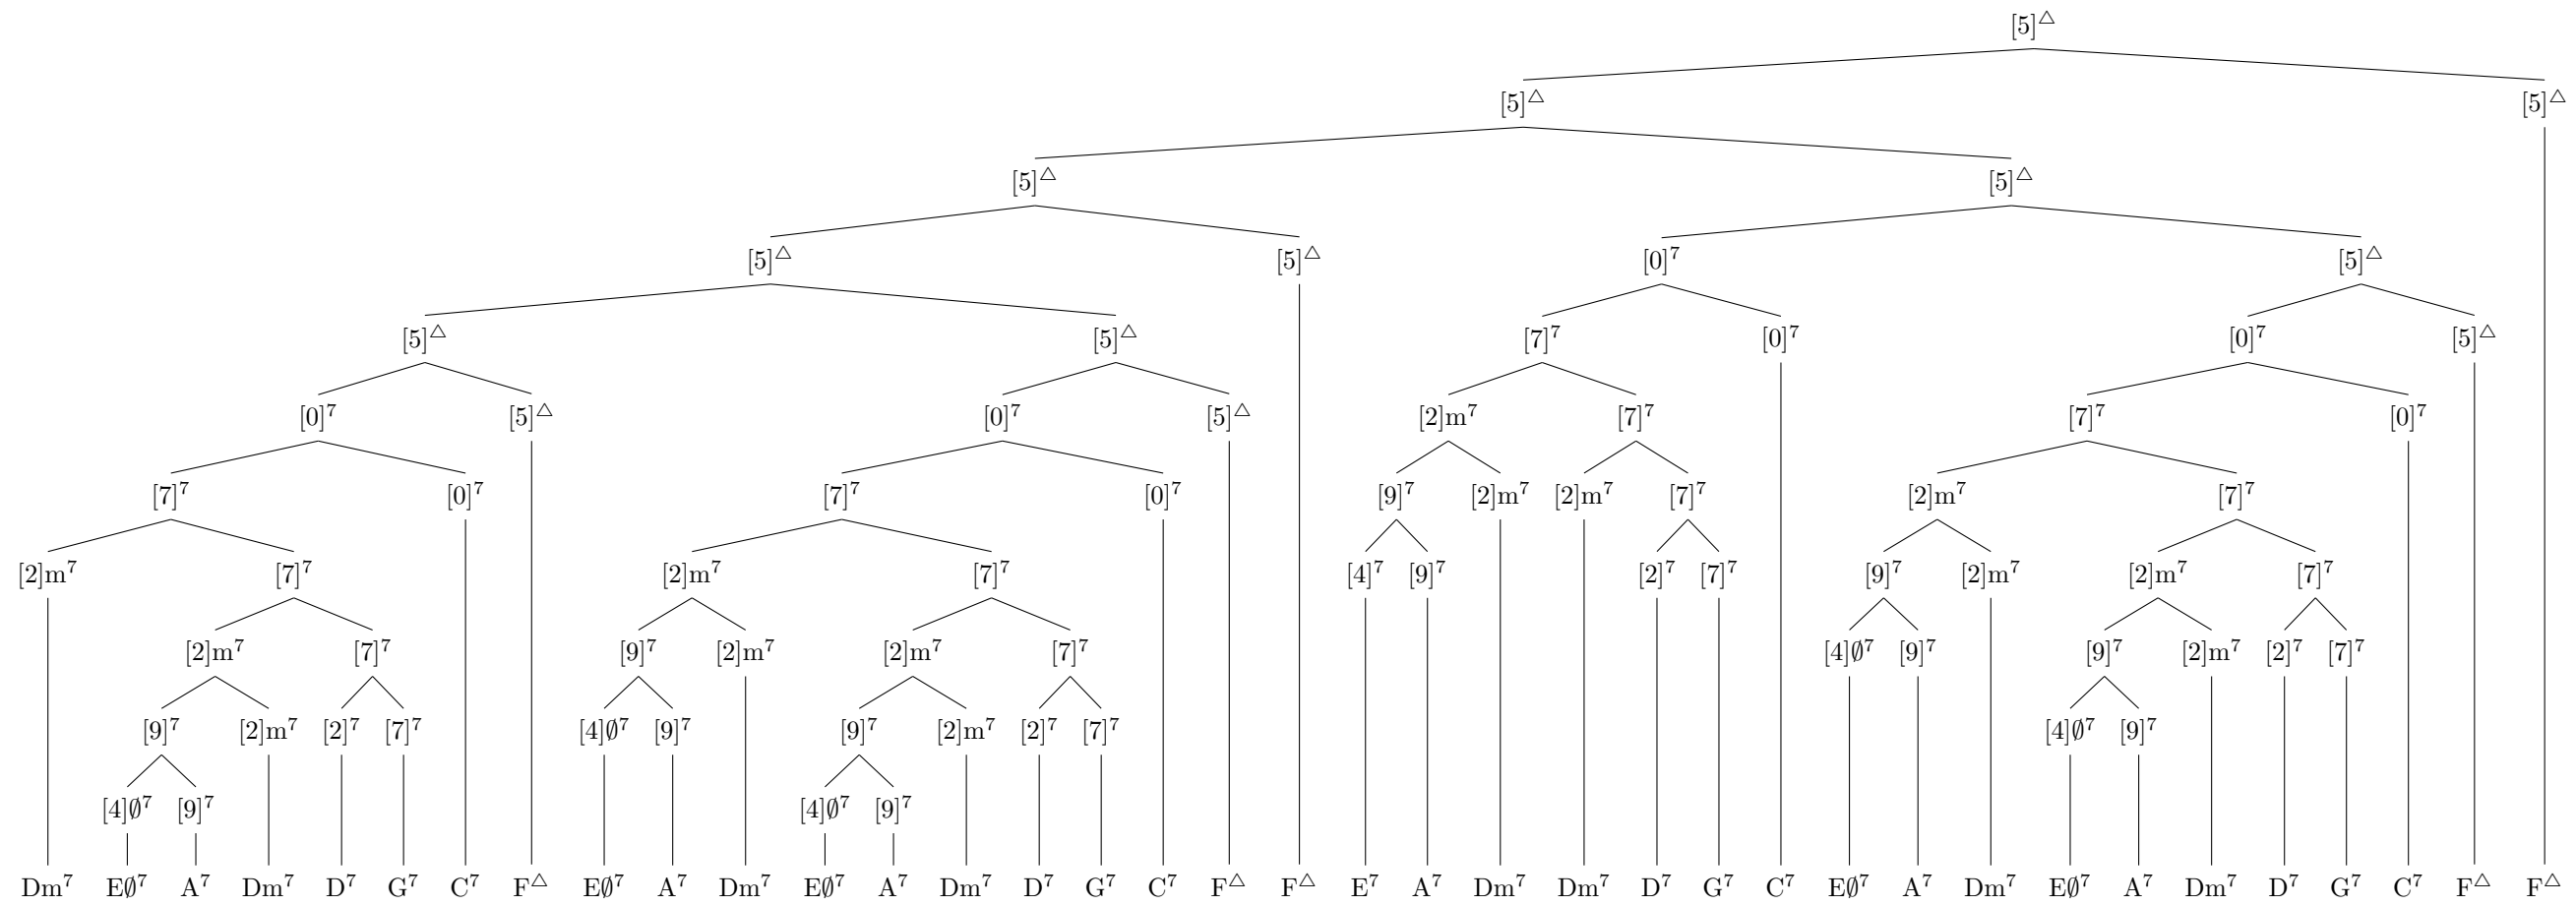 [5]△
[5]△ [5]△
[5]△ [5]△
[5]△ [5]△ [0]⁷ [5]△
[5]△ [5]△ [7]⁷ [0]⁷ [0]⁷ [5]△
[0]⁷ [5]△ [0]⁷ [5]△ [2]m⁷ [7]⁷ [7]⁷ [0]⁷
[7]⁷ [0]⁷ [7]⁷ [0]⁷ [9]⁷ [2]m⁷ [2]m⁷ [7]⁷ [2]m⁷ [7]⁷
[2]m⁷ [7]⁷ [2]m⁷ [7]⁷ [4]⁷ [9]⁷ [2]⁷ [7]⁷ [9]⁷ [2]m⁷ [2]m⁷ [7]⁷
[2]m⁷ [7]⁷ [9]⁷ [2]m⁷ [2]m⁷ [7]⁷ [4]∅⁷ [9]⁷ [9]⁷ [2]m⁷ [2]⁷ [7]⁷
[9]⁷ [2]m⁷ [2]⁷ [7]⁷ [4]∅⁷ [9]⁷ [9]⁷ [2]m⁷ [2]⁷ [7]⁷ [4]∅⁷ [9]⁷
[4]∅⁷ [9]⁷ [4]∅⁷ [9]⁷
Dm⁷ E∅⁷ A⁷ Dm⁷ D⁷ G⁷ C⁷ F△ E∅⁷ A⁷ Dm⁷ E∅⁷ A⁷ Dm⁷ D⁷ G⁷ C⁷ F△ F△ E⁷ A⁷ Dm⁷ Dm⁷ D⁷ G⁷ C⁷ E∅⁷ A⁷ Dm⁷ E∅⁷ A⁷ Dm⁷ D⁷ G⁷ C⁷ F△ F△